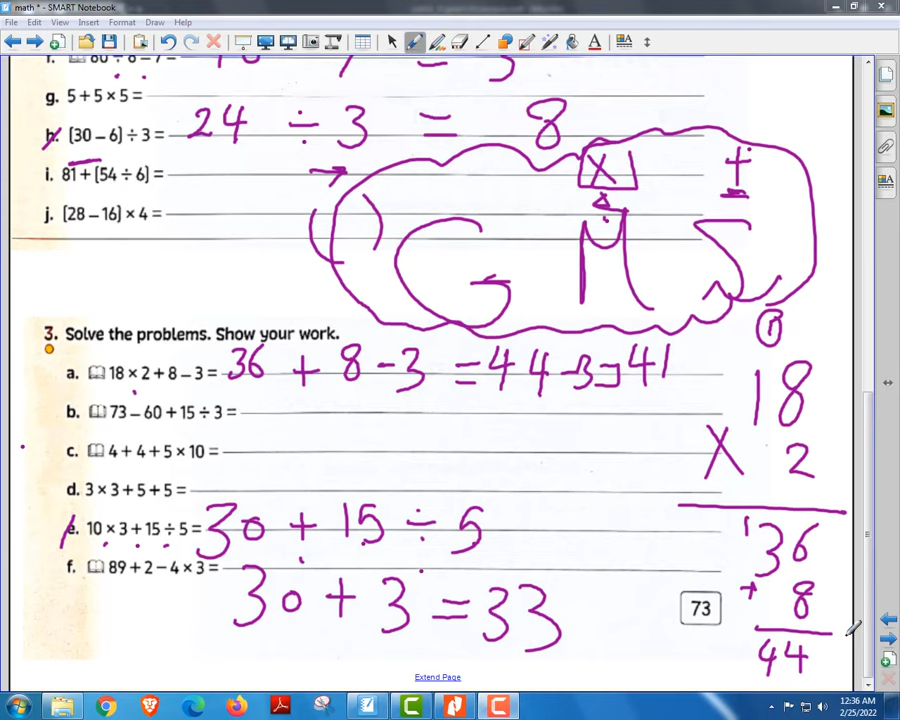 math * - SMART Notebook
File Edit View Insert Format Draw Help
g. 5 + 5 × 5 =
h. (30 – 6) ÷ 3 = 24 ÷ 3 = 8
i. 81 + (54 ÷ 6) =
j. (28 – 16) × 4 =
3. Solve the problems. Show your work.
a. 18 × 2 + 8 – 3 = 36 + 8 - 3 = 44 - 3 = 41
b. 73 – 60 + 15 ÷ 3 =
c. 4 + 4 + 5 × 10 =
d. 3 × 3 + 5 + 5 =
e. 10 × 3 + 15 ÷ 5 = 30 + 15 ÷ 5
f. 89 + 2 – 4 × 3 =
30 + 3 = 33
73
( ) G M S
× ÷
+ -
1
18
× 2
1
36
+ 8
44
Extend Page
12:36 AM
2/25/2022